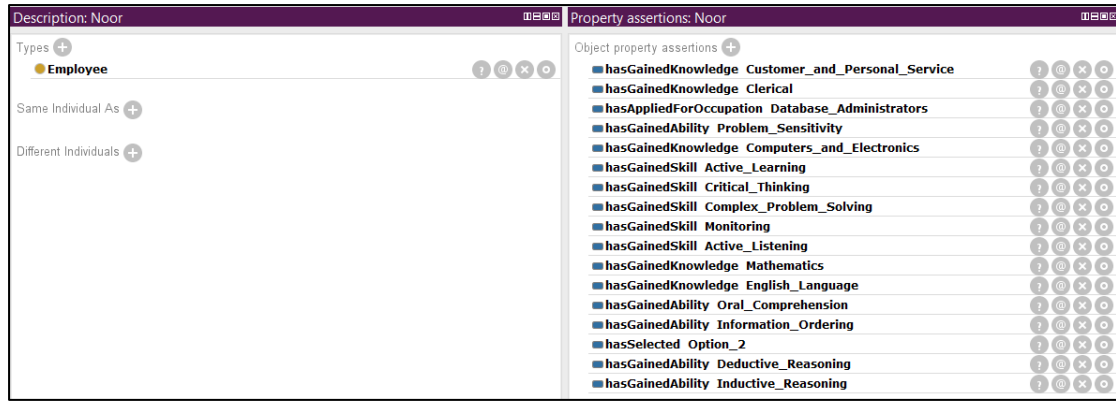 Description: Noor
Types
Employee
Same Individual As
Different Individuals
Property assertions: Noor
Object property assertions
hasGainedKnowledge Customer_and_Personal_Service
hasGainedKnowledge Clerical
hasAppliedForOccupation Database_Administrators
hasGainedAbility Problem_Sensitivity
hasGainedKnowledge Computers_and_Electronics
hasGainedSkill Active_Learning
hasGainedSkill Critical_Thinking
hasGainedSkill Complex_Problem_Solving
hasGainedSkill Monitoring
hasGainedSkill Active_Listening
hasGainedKnowledge Mathematics
hasGainedKnowledge English_Language
hasGainedAbility Oral_Comprehension
hasGainedAbility Information_Ordering
hasSelected Option_2
hasGainedAbility Deductive_Reasoning
hasGainedAbility Inductive_Reasoning